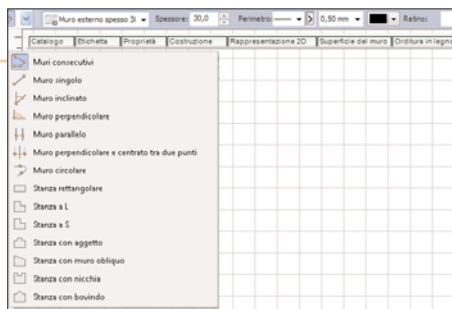 Muro esterno spesso 3( Spessore: 30,0 Perimetro: 0,50 mm Retino:
Catalogo Etichetta Proprietà Costruzione Rappresentazione 2D Superficie del muro Orditura in legno
Muri consecutivi
Muro singolo
Muro inclinato
Muro perpendicolare
Muro parallelo
Muro perpendicolare e centrato tra due punti
Muro circolare
Stanza rettangolare
Stanza a L
Stanza a S
Stanza con aggetto
Stanza con muro obliquo
Stanza con nicchia
Stanza con bovindo